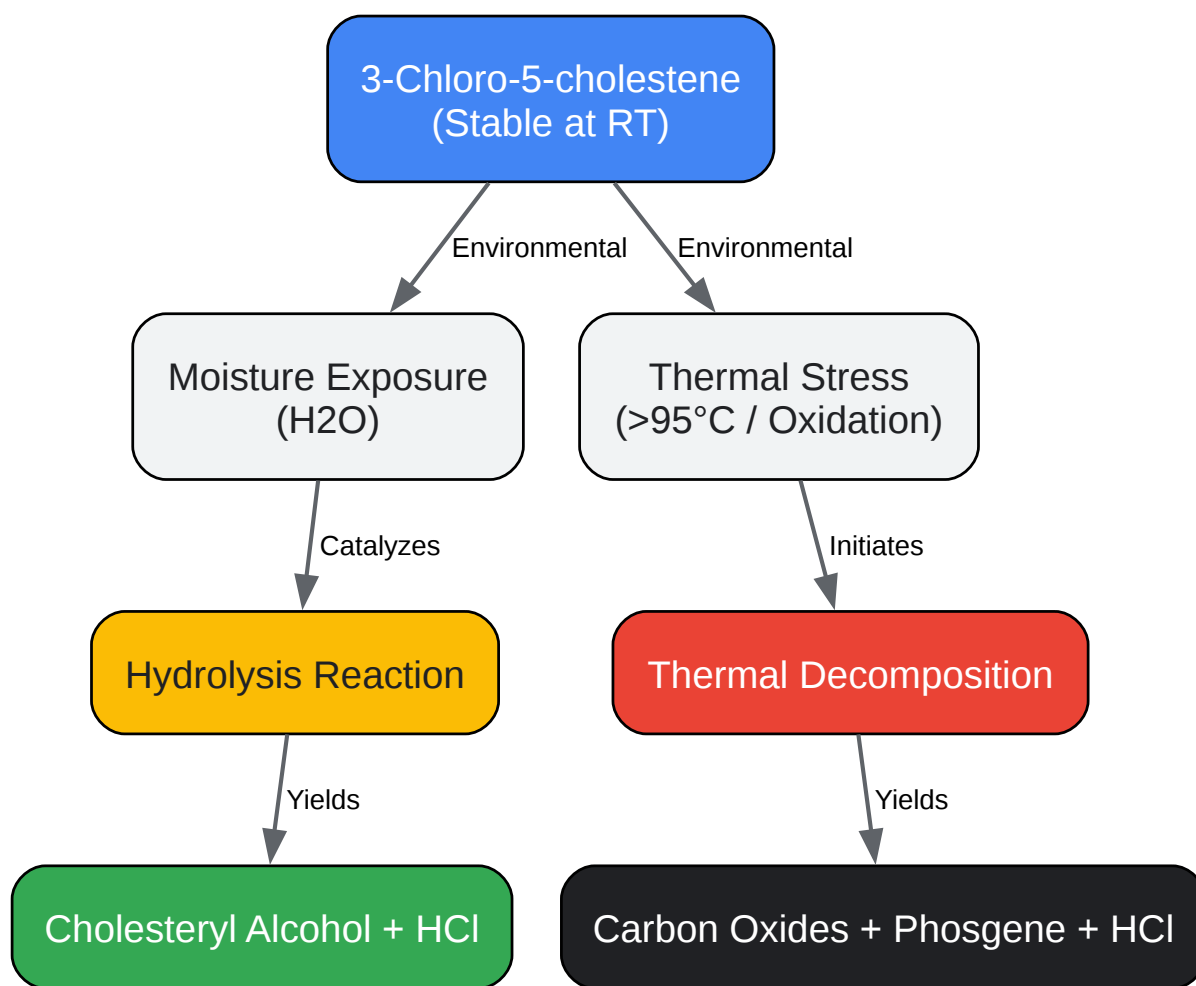 3-Chloro-5-cholestene
(Stable at RT)
Environmental
Environmental
Moisture Exposure
(H2O)
Thermal Stress
(>95°C / Oxidation)
Catalyzes
Initiates
Hydrolysis Reaction
Thermal Decomposition
Yields
Yields
Cholesteryl Alcohol + HCl
Carbon Oxides + Phosgene + HCl